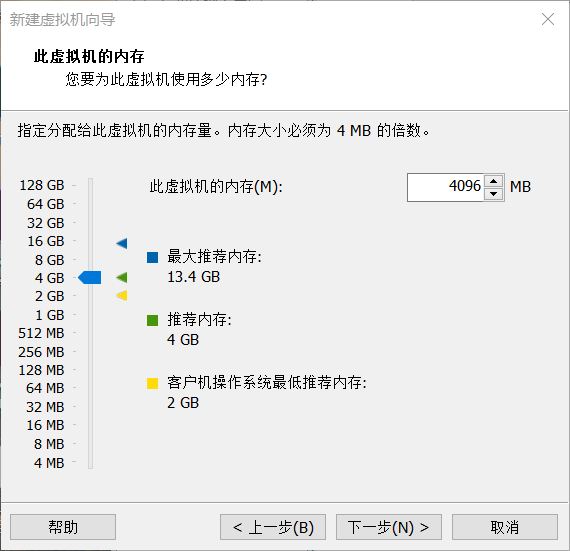 新建虚拟机向导
此虚拟机的内存
您要为此虚拟机使用多少内存?
指定分配给此虚拟机的内存量。内存大小必须为 4 MB 的倍数。
128 GB
此虚拟机的内存(M): 4096 MB
64 GB
32 GB
16 GB
8 GB
4 GB
2 GB
1 GB
512 MB
256 MB
128 MB
64 MB
32 MB
16 MB
8 MB
4 MB
最大推荐内存:
13.4 GB
推荐内存:
4 GB
客户机操作系统最低推荐内存:
2 GB
帮助 < 上一步(B) 下一步(N) > 取消